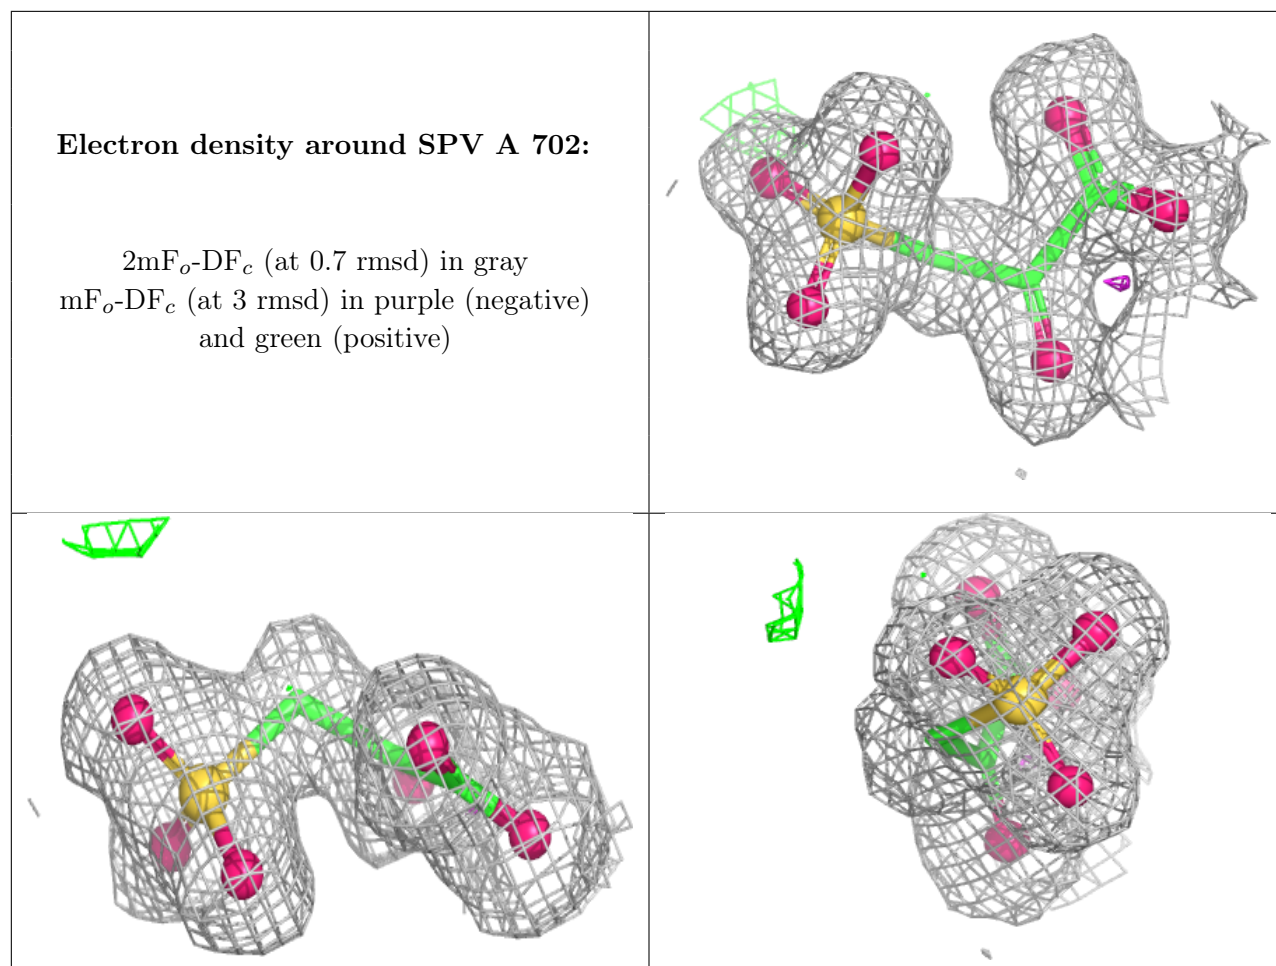 Electron density around SPV A 702:
2mFo-DFc (at 0.7 rmsd) in gray
mFo-DFc (at 3 rmsd) in purple (negative)
and green (positive)